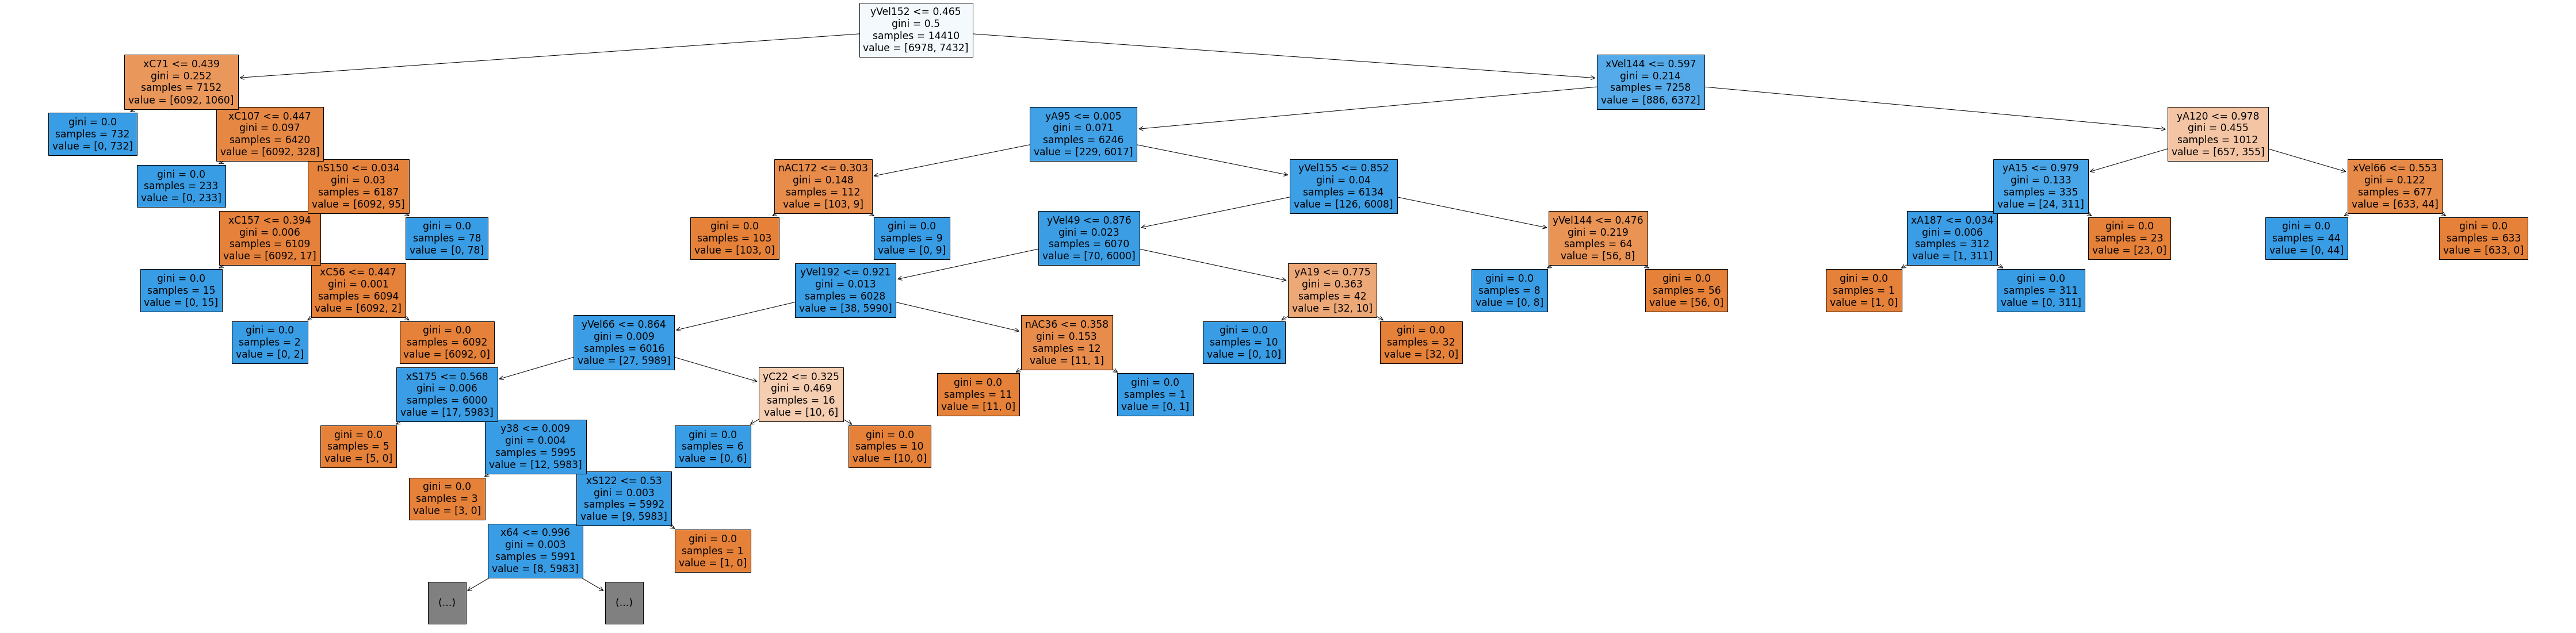 yVel152 <= 0.465
gini = 0.5
samples = 14410
value = [6978, 7432]
xC71 <= 0.439
gini = 0.252
samples = 7152
value = [6092, 1060]
xVel144 <= 0.597
gini = 0.214
samples = 7258
value = [886, 6372]
gini = 0.0
samples = 732
value = [0, 732]
xC107 <= 0.447
gini = 0.097
samples = 6420
value = [6092, 328]
yA95 <= 0.005
gini = 0.071
samples = 6246
value = [229, 6017]
yA120 <= 0.978
gini = 0.455
samples = 1012
value = [657, 355]
gini = 0.0
samples = 233
value = [0, 233]
nS150 <= 0.034
gini = 0.03
samples = 6187
value = [6092, 95]
nAC172 <= 0.303
gini = 0.148
samples = 112
value = [103, 9]
yVel155 <= 0.852
gini = 0.04
samples = 6134
value = [126, 6008]
yA15 <= 0.979
gini = 0.133
samples = 335
value = [24, 311]
xVel66 <= 0.553
gini = 0.122
samples = 677
value = [633, 44]
xC157 <= 0.394
gini = 0.006
samples = 6109
value = [6092, 17]
gini = 0.0
samples = 78
value = [0, 78]
gini = 0.0
samples = 103
value = [103, 0]
gini = 0.0
samples = 9
value = [0, 9]
yVel49 <= 0.876
gini = 0.023
samples = 6070
value = [70, 6000]
yVel144 <= 0.476
gini = 0.219
samples = 64
value = [56, 8]
xA187 <= 0.034
gini = 0.006
samples = 312
value = [1, 311]
gini = 0.0
samples = 23
value = [23, 0]
gini = 0.0
samples = 44
value = [0, 44]
gini = 0.0
samples = 633
value = [633, 0]
gini = 0.0
samples = 15
value = [0, 15]
xC56 <= 0.447
gini = 0.001
samples = 6094
value = [6092, 2]
yVel192 <= 0.921
gini = 0.013
samples = 6028
value = [38, 5990]
yA19 <= 0.775
gini = 0.363
samples = 42
value = [32, 10]
gini = 0.0
samples = 8
value = [0, 8]
gini = 0.0
samples = 56
value = [56, 0]
gini = 0.0
samples = 1
value = [1, 0]
gini = 0.0
samples = 311
value = [0, 311]
gini = 0.0
samples = 2
value = [0, 2]
gini = 0.0
samples = 6092
value = [6092, 0]
yVel66 <= 0.864
gini = 0.009
samples = 6016
value = [27, 5989]
nAC36 <= 0.358
gini = 0.153
samples = 12
value = [11, 1]
gini = 0.0
samples = 10
value = [0, 10]
gini = 0.0
samples = 32
value = [32, 0]
xS175 <= 0.568
gini = 0.006
samples = 6000
value = [17, 5983]
yC22 <= 0.325
gini = 0.469
samples = 16
value = [10, 6]
gini = 0.0
samples = 11
value = [11, 0]
gini = 0.0
samples = 1
value = [0, 1]
gini = 0.0
samples = 5
value = [5, 0]
y38 <= 0.009
gini = 0.004
samples = 5995
value = [12, 5983]
gini = 0.0
samples = 6
value = [0, 6]
gini = 0.0
samples = 10
value = [10, 0]
gini = 0.0
samples = 3
value = [3, 0]
xS122 <= 0.53
gini = 0.003
samples = 5992
value = [9, 5983]
x64 <= 0.996
gini = 0.003
samples = 5991
value = [8, 5983]
gini = 0.0
samples = 1
value = [1, 0]
(...)
(...)